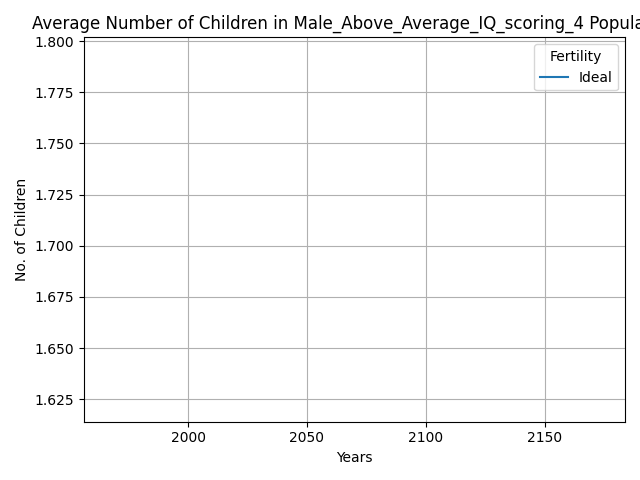 Average Number of Children in Male_Above_Average_IQ_scoring_4 Popula
Fertility
Ideal
1.800
1.775
1.750
1.725
1.700
1.675
1.650
1.625
No. of Children
2000 2050 2100 2150
Years